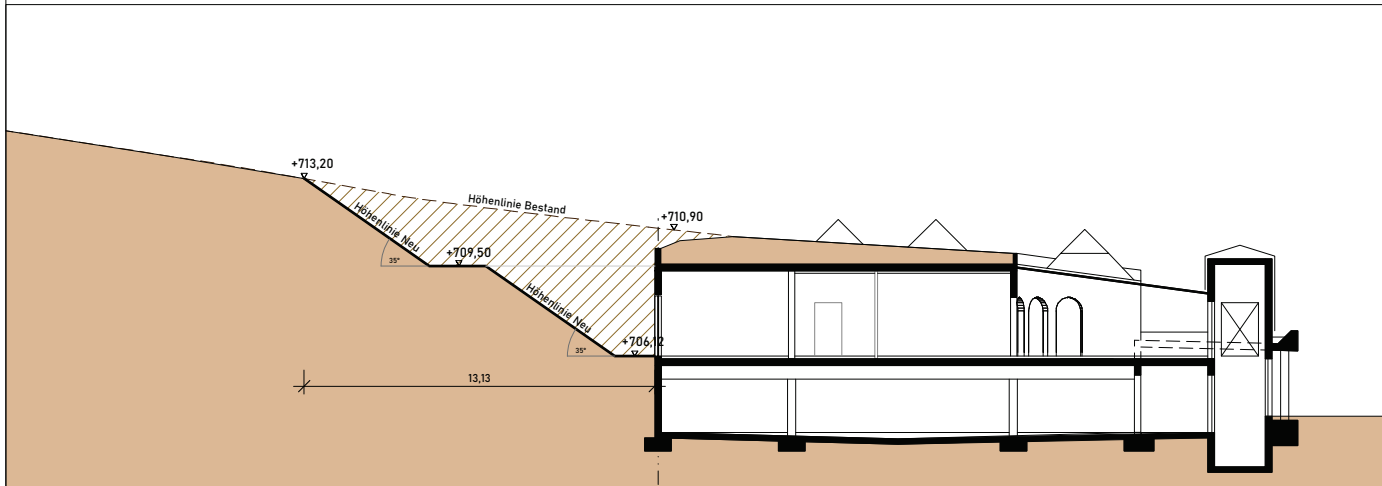 +713,20
Höhenlinie Bestand
+710,90
Höhenlinie Neu
+709,50
35°
Höhenlinie Neu
+706,12
35°
13,13